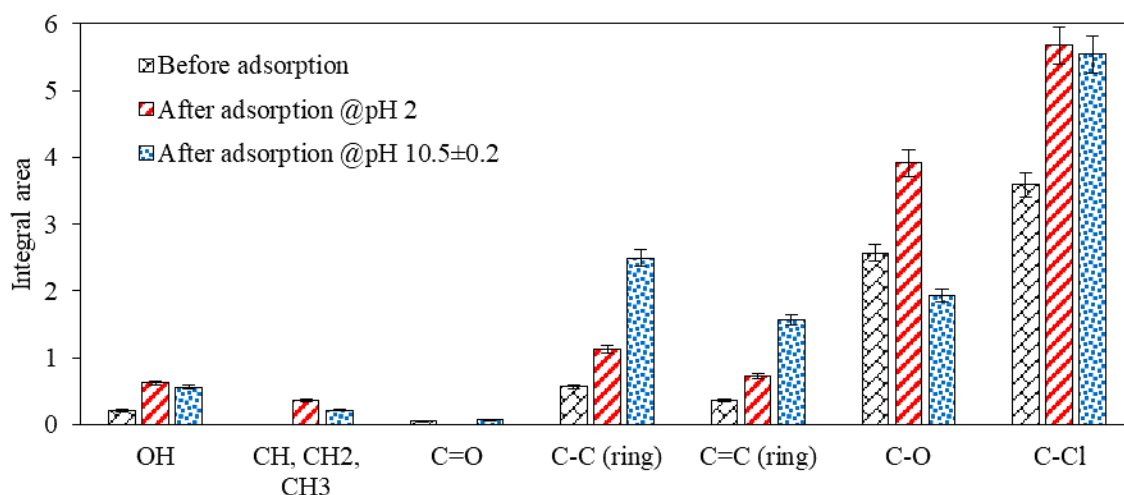 6
5
4
3
2
1
0
Integral area
Before adsorption
After adsorption @pH 2
After adsorption @pH 10.5±0.2
OH
CH, CH2,
CH3
C=O
C-C (ring)
C=C (ring)
C-O
C-Cl